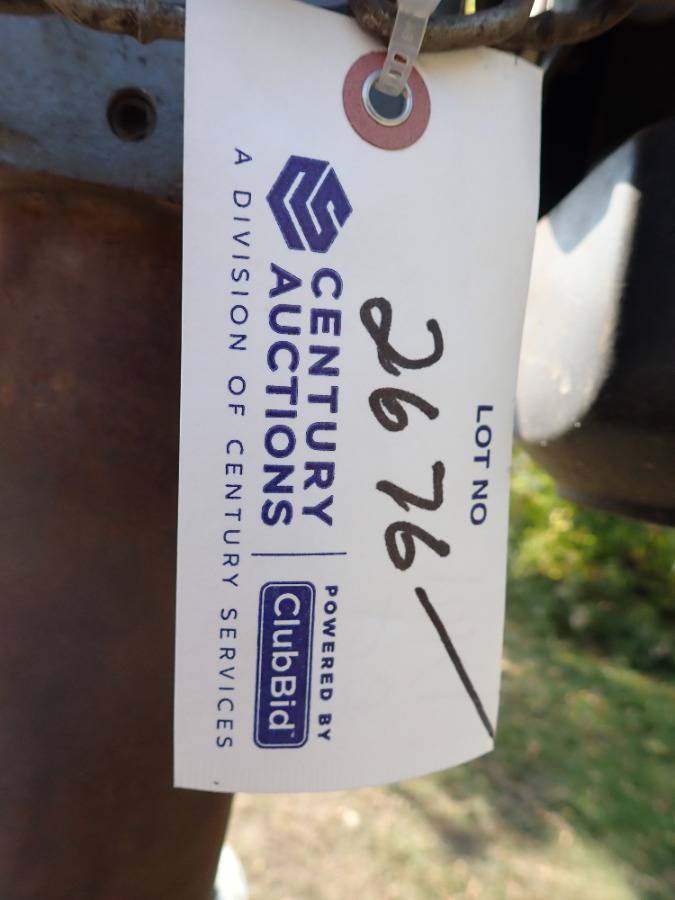 LOT NO
2676
CENTURY
AUCTIONS
POWERED BY
ClubBid
A DIVISION OF CENTURY SERVICES